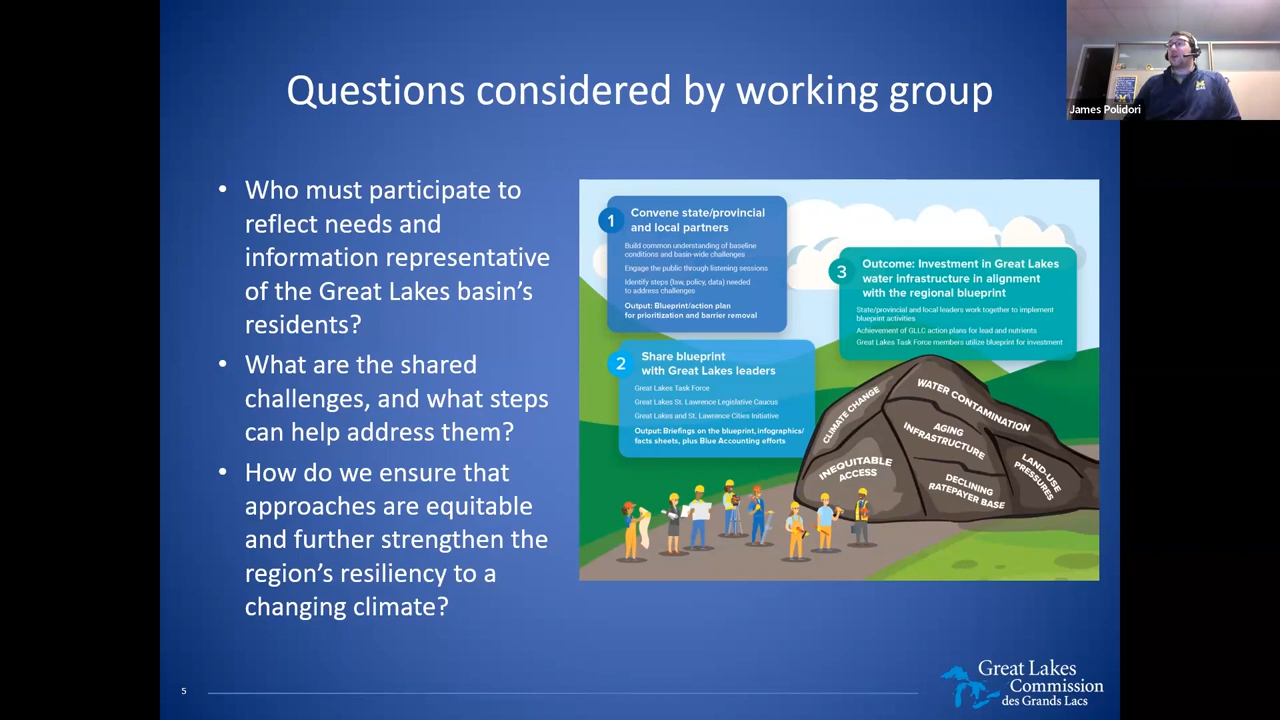 Questions considered by working group
James Polidori
• Who must participate to
reflect needs and
information representative
of the Great Lakes basin's
residents?
• What are the shared
challenges, and what steps
can help address them?
• How do we ensure that
approaches are equitable
and further strengthen the
region's resiliency to a
changing climate?
1
Convene state/provincial
and local partners
Build common understanding of baseline
conditions and basin-wide challenges
Engage the public through listening sessions
Identify steps (law, policy, data) needed
to address challenges
Output: Blueprint/action plan
for prioritization and barrier removal
2
Share blueprint
with Great Lakes leaders
Great Lakes Task Force
Great Lakes St. Lawrence Legislative Caucus
Great Lakes and St. Lawrence Cities Initiative
Output: Briefings on the blueprint, infographics/
facts sheets, plus Blue Accounting efforts
3
Outcome: Investment in Great Lakes
water infrastructure in alignment
with the regional blueprint
State/provincial and local leaders work together to implement
blueprint activities
Achievement of GLLC action plans for lead and nutrients
Great Lakes Task Force members utilize blueprint for investment
CLIMATE CHANGE
WATER CONTAMINATION
AGING
INFRASTRUCTURE
INEQUITABLE
ACCESS
DECLINING
RATEPAYER BASE
LAND-USE
PRESSURES
5
Great Lakes
Commission
des Grands Lacs